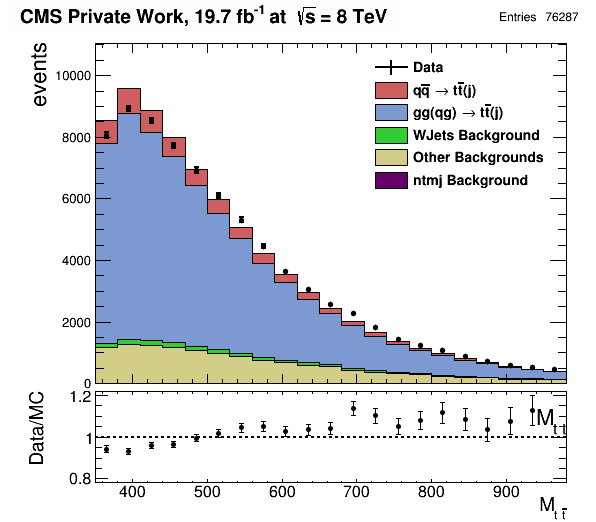 CMS Private Work, 19.7 fb⁻¹ at √s = 8 TeV
Entries 76287
events
10000
8000
6000
4000
2000
0
Data
qq̅ → tt̅(j)
gg(qg) → tt̅(j)
WJets Background
Other Backgrounds
ntmj Background
Data/MC
1.2
1
0.8
M t t
400 500 600 700 800 900
M t t̅